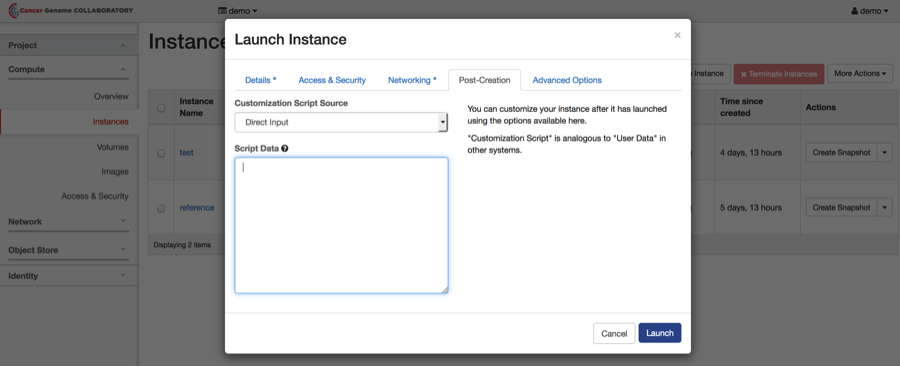 Cancer Genome COLLABORATORY
demo
demo
Project
Compute
Overview
Instances
Volumes
Images
Access & Security
Network
Object Store
Identity
Instance
Launch Instance
×
Details *
Access & Security
Networking *
Post-Creation
Advanced Options
Customization Script Source
Direct Input
Script Data
You can customize your instance after it has launched
using the options available here.
"Customization Script" is analogous to "User Data" in
other systems.
Cancel
Launch
Instance
Terminate Instances
More Actions
Instance
Name
Time since
created
Actions
test
4 days, 13 hours
Create Snapshot
reference
5 days, 13 hours
Create Snapshot
Displaying 2 items